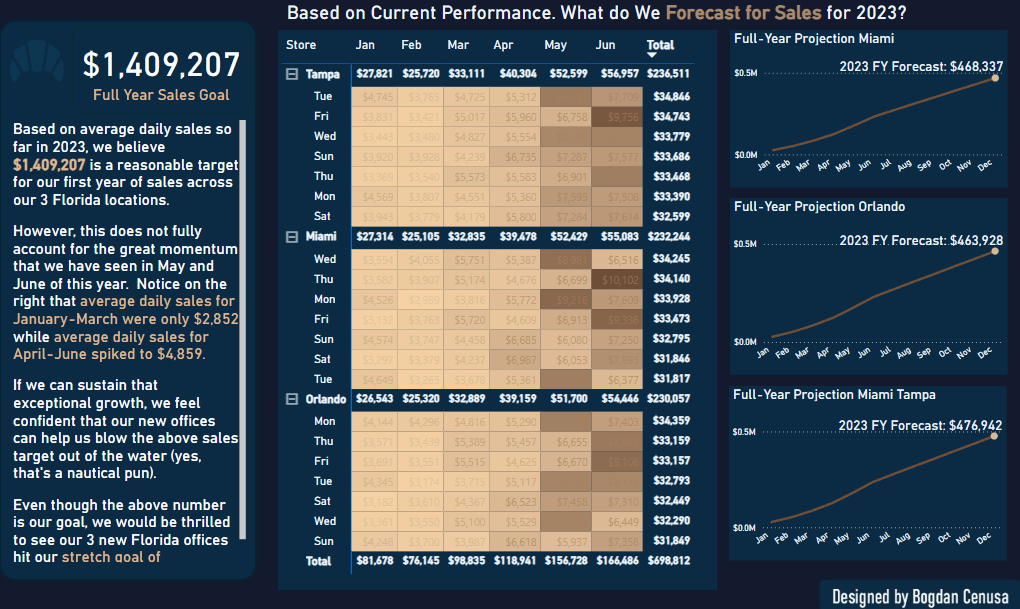 Based on Current Performance. What do We Forecast for Sales for 2023?
$1,409,207
Full Year Sales Goal
Based on average daily sales so
far in 2023, we believe
$1,409,207 is a reasonable target
for our first year of sales across
our 3 Florida locations.
However, this does not fully
account for the great momentum
that we have seen in May and
June of this year. Notice on the
right that average daily sales for
January-March were only $2,852
while average daily sales for
April-June spiked to $4,859.
If we can sustain that
exceptional growth, we feel
confident that our new offices
can help us blow the above sales
target out of the water (yes,
that's a nautical pun).
Even though the above number
is our goal, we would be thrilled
to see our 3 new Florida offices
hit our stretch goal of
Store Jan Feb Mar Apr May Jun Total
Tampa $27,821 $25,720 $33,111 $40,304 $52,599 $56,957 $236,511
Tue $4,745 $3,765 $4,725 $5,312 $7,709 $34,846
Fri $3,831 $3,421 $5,017 $5,960 $6,758 $9,756 $34,743
Wed $3,443 $3,480 $4,827 $5,554 $33,779
Sun $3,920 $3,928 $4,239 $6,735 $7,287 $7,577 $33,686
Thu $3,540 $5,573 $5,583 $6,901 $33,468
Mon $4,569 $3,807 $4,551 $5,360 $7,595 $7,508 $33,390
Sat $3,943 $3,779 $4,179 $5,800 $7,284 $7,614 $32,599
Miami $27,314 $25,105 $32,835 $39,478 $52,429 $55,083 $232,244
Wed $3,554 $4,055 $5,751 $5,387 $8,981 $6,516 $34,245
Thu $3,582 $3,907 $5,174 $4,676 $6,699 $10,102 $34,140
Mon $4,526 $2,989 $3,816 $5,772 $9,216 $7,609 $33,928
Fri $3,132 $3,763 $5,720 $4,609 $6,913 $9,336 $33,473
Sun $4,574 $3,747 $4,458 $6,685 $6,080 $7,250 $32,795
Sat $3,297 $4,237 $6,987 $6,053 $31,846
Tue $4,649 $3,265 $3,678 $5,361 $6,377 $31,817
Orlando $26,543 $25,320 $32,889 $39,159 $51,700 $54,446 $230,057
Mon $4,144 $4,296 $4,816 $5,290 $7,403 $34,359
Thu $3,571 $3,439 $5,389 $5,457 $6,655 $33,159
Fri $3,691 $3,551 $5,515 $4,625 $6,670 $33,157
Tue $4,345 $3,174 $3,715 $5,117 $32,793
Sat $3,182 $3,610 $4,367 $6,523 $7,458 $7,310 $32,449
Wed $3,361 $3,550 $5,100 $5,529 $6,449 $32,290
Sun $4,248 $3,700 $3,987 $6,618 $5,937 $7,358 $31,849
Total $81,678 $76,145 $98,835 $118,941 $156,728 $166,486 $698,812
Full-Year Projection Miami
2023 FY Forecast: $468,337
$0.5M
$0.0M
Jan Feb Mar Apr May Jun Jul Aug Sep Oct Nov Dec
Full-Year Projection Orlando
2023 FY Forecast: $463,928
$0.5M
$0.0M
Jan Feb Mar Apr May Jun Jul Aug Sep Oct Nov Dec
Full-Year Projection Miami Tampa
2023 FY Forecast: $476,942
$0.5M
$0.0M
Jan Feb Mar Apr May Jun Jul Aug Sep Oct Nov Dec
Designed by Bogdan Cenusa